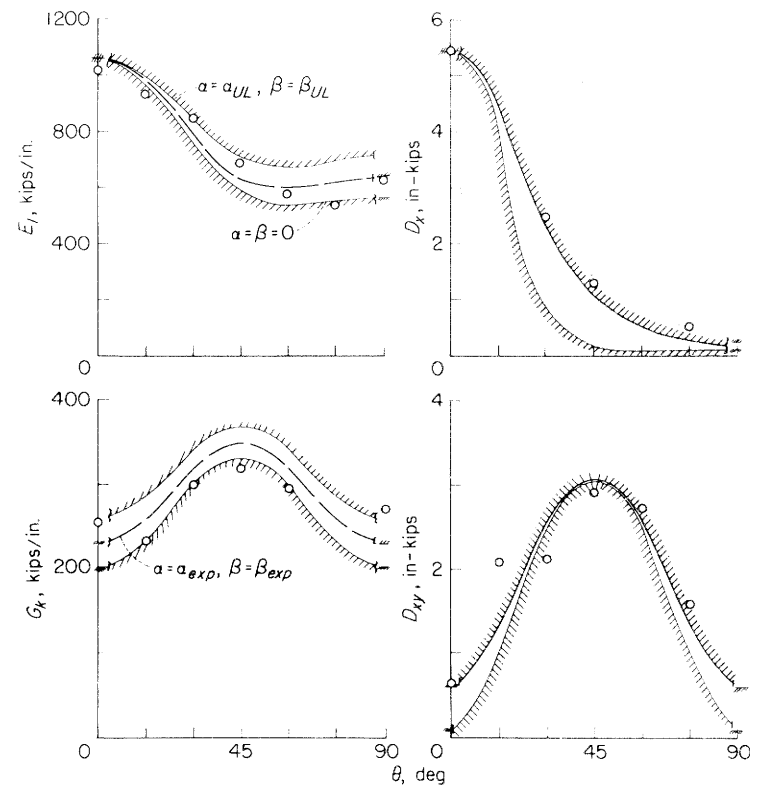 1200
800
400
0
E₁, kips/in.
α = α_UL, β = β_UL
α = β = 0
6
4
2
0
D_x, in-kips
400
200
0
45
90
G_k, kips/in.
α = α_exp, β = β_exp
4
2
0
45
90
D_xy, in-kips
θ, deg